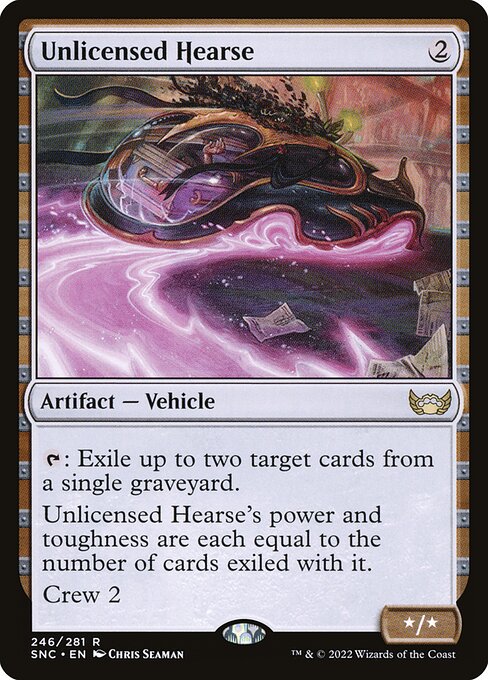 Unlicensed Hearse 2
Artifact — Vehicle
: Exile up to two target cards from
a single graveyard.
Unlicensed Hearse's power and
toughness are each equal to the
number of cards exiled with it.
Crew 2
*/*
246/281 R
SNC • EN Chris Seaman
™ & © 2022 Wizards of the Coast